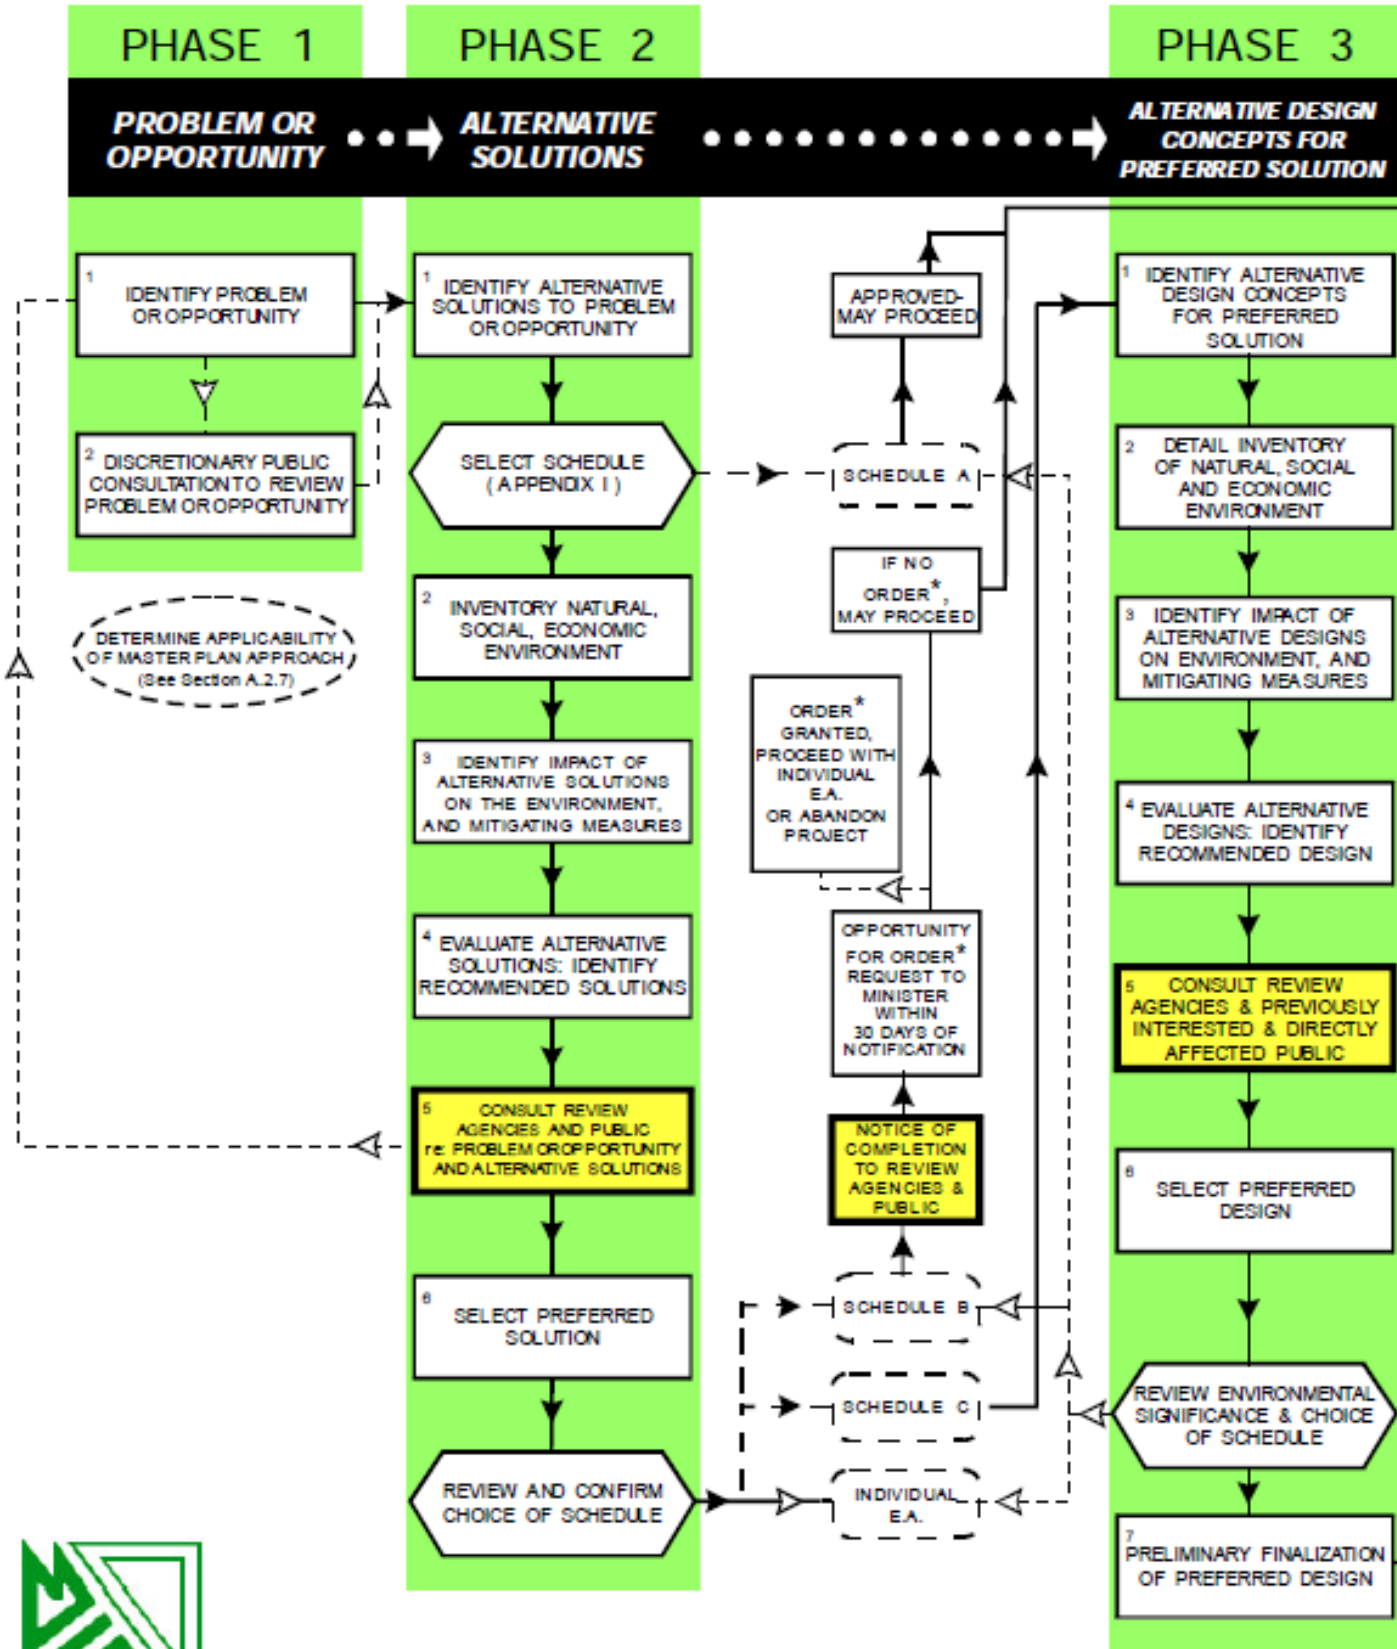 PHASE 1
PROBLEM OR
OPPORTUNITY
1
IDENTIFY PROBLEM
OR OPPORTUNITY
2 DISCRETIONARY PUBLIC
CONSULTATION TO REVIEW
PROBLEM OR OPPORTUNITY
DETERMINE APPLICABILITY
OF MASTER PLAN APPROACH
(See Section A.2.7)
PHASE 2
ALTERNATIVE
SOLUTIONS
1
IDENTIFY ALTERNATIVE
SOLUTIONS TO PROBLEM
OR OPPORTUNITY
SELECT SCHEDULE
( APPENDIX I )
2
INVENTORY NATURAL,
SOCIAL, ECONOMIC
ENVIRONMENT
3 IDENTIFY IMPACT OF
ALTERNATIVE SOLUTIONS
ON THE ENVIRONMENT,
AND MITIGATING MEASURES
4 EVALUATE ALTERNATIVE
SOLUTIONS: IDENTIFY
RECOMMENDED SOLUTIONS
5 CONSULT REVIEW
AGENCIES AND PUBLIC
re: PROBLEM OR OPPORTUNITY
AND ALTERNATIVE SOLUTIONS
6
SELECT PREFERRED
SOLUTION
REVIEW AND CONFIRM
CHOICE OF SCHEDULE
APPROVED-
MAY PROCEED
SCHEDULE A
IF NO
ORDER*,
MAY PROCEED
ORDER*
GRANTED,
PROCEED WITH
INDIVIDUAL
E.A.
OR ABANDON
PROJECT
OPPORTUNITY
FOR ORDER*
REQUEST TO
MINISTER
WITHIN
30 DAYS OF
NOTIFICATION
NOTICE OF
COMPLETION
TO REVIEW
AGENCIES &
PUBLIC
SCHEDULE B
SCHEDULE C
INDIVIDUAL
E.A.
PHASE 3
ALTERNATIVE DESIGN
CONCEPTS FOR
PREFERRED SOLUTION
1 IDENTIFY ALTERNATIVE
DESIGN CONCEPTS
FOR PREFERRED
SOLUTION
2 DETAIL INVENTORY
OF NATURAL, SOCIAL
AND ECONOMIC
ENVIRONMENT
3 IDENTIFY IMPACT OF
ALTERNATIVE DESIGNS
ON ENVIRONMENT, AND
MITIGATING MEASURES
4 EVALUATE ALTERNATIVE
DESIGNS: IDENTIFY
RECOMMENDED DESIGN
5 CONSULT REVIEW
AGENCIES & PREVIOUSLY
INTERESTED & DIRECTLY
AFFECTED PUBLIC
6
SELECT PREFERRED
DESIGN
REVIEW ENVIRONMENTAL
SIGNIFICANCE & CHOICE
OF SCHEDULE
7
PRELIMINARY FINALIZATION
OF PREFERRED DESIGN